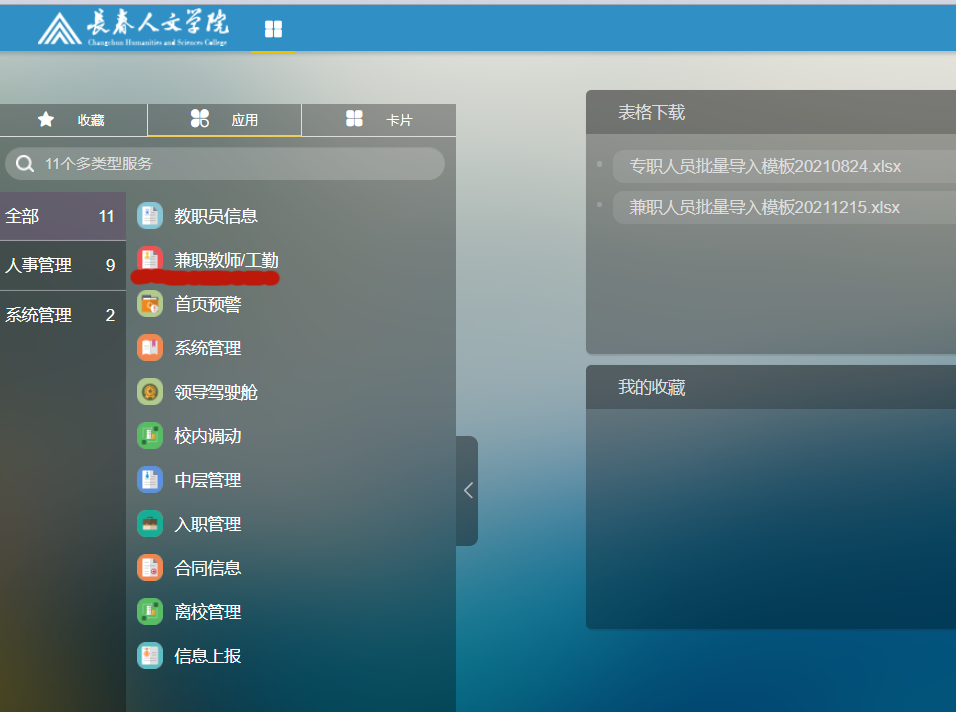 長春人文学院
Changchun Humanities and Sciences College
收藏
应用
卡片
11个多类型服务
全部 11
人事管理 9
系统管理 2
教职员信息
兼职教师/工勤
首页预警
系统管理
领导驾驶舱
校内调动
中层管理
入职管理
合同信息
离校管理
信息上报
表格下载
专职人员批量导入模板20210824.xlsx
兼职人员批量导入模板20211215.xlsx
我的收藏